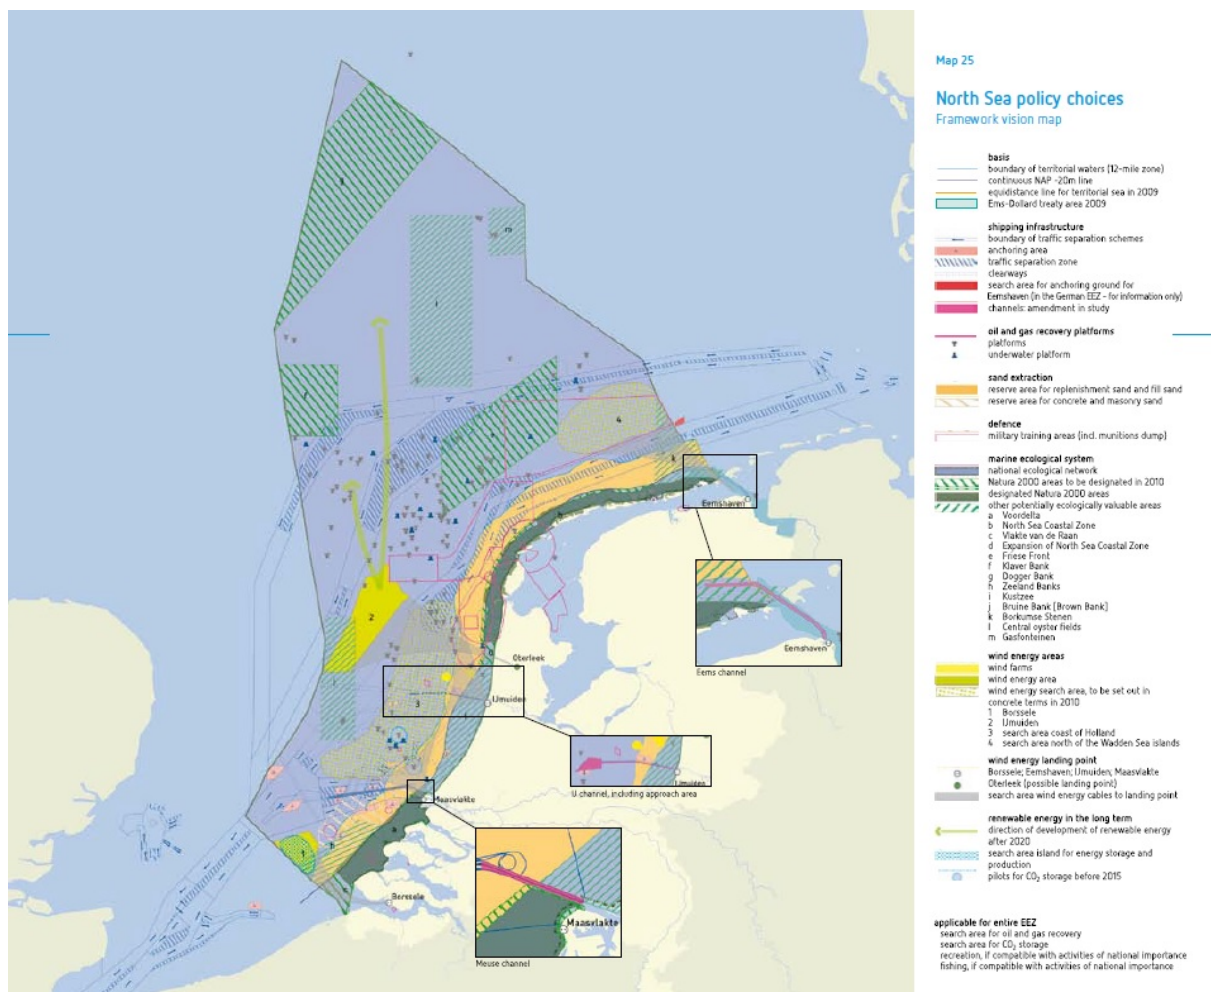 Map 25
North Sea policy choices
Framework vision map
basis
boundary of territorial waters (12-mile zone)
continuous NAP -20m line
equidistance line for territorial sea in 2009
Ems-Dollard treaty area 2009
shipping infrastructure
boundary of traffic separation schemes
anchoring area
traffic separation zone
clearways
search area for anchoring ground for
Eemshaven (in the German EEZ - for information only)
channels: amendment in study
oil and gas recovery platforms
platforms
underwater platform
sand extraction
reserve area for replenishment sand and fill sand
reserve area for concrete and masonry sand
defence
military training areas (incl. munitions dump)
marine ecological system
national ecological network
Natura 2000 areas to be designated in 2010
designated Natura 2000 areas
other potentially ecologically valuable areas
a Voordelta
b North Sea Coastal Zone
c Vlakte van de Raan
d Expansion of North Sea Coastal Zone
e Friese Front
f Klaver Bank
g Dogger Bank
h Zeeland Banks
i Kustzee
j Bruine Bank [Brown Bank]
k Borkumse Stenen
l Central oyster fields
m Gasfonteinen
wind energy areas
wind farms
wind energy area
wind energy search area, to be set out in
concrete terms in 2010
1 Borssele
2 IJmuiden
3 search area coast of Holland
4 search area north of the Wadden Sea islands
wind energy landing point
Borssele; Eemshaven; IJmuiden; Maasvlakte
Oterleek (possible landing point)
search area wind energy cables to landing point
renewable energy in the long term
direction of development of renewable energy
after 2020
search area island for energy storage and
production
pilots for CO₂ storage before 2015
applicable for entire EEZ
search area for oil and gas recovery
search area for CO₂ storage
recreation, if compatible with activities of national importance
fishing, if compatible with activities of national importance
m
l
4
k
Eemshaven
Eemshaven
Eems channel
2
Oterleek
3
IJmuiden
IJmuiden
IJ channel, including approach area
Maasvlakte
a
h
1
Borssele
Maasvlakte
Meuse channel